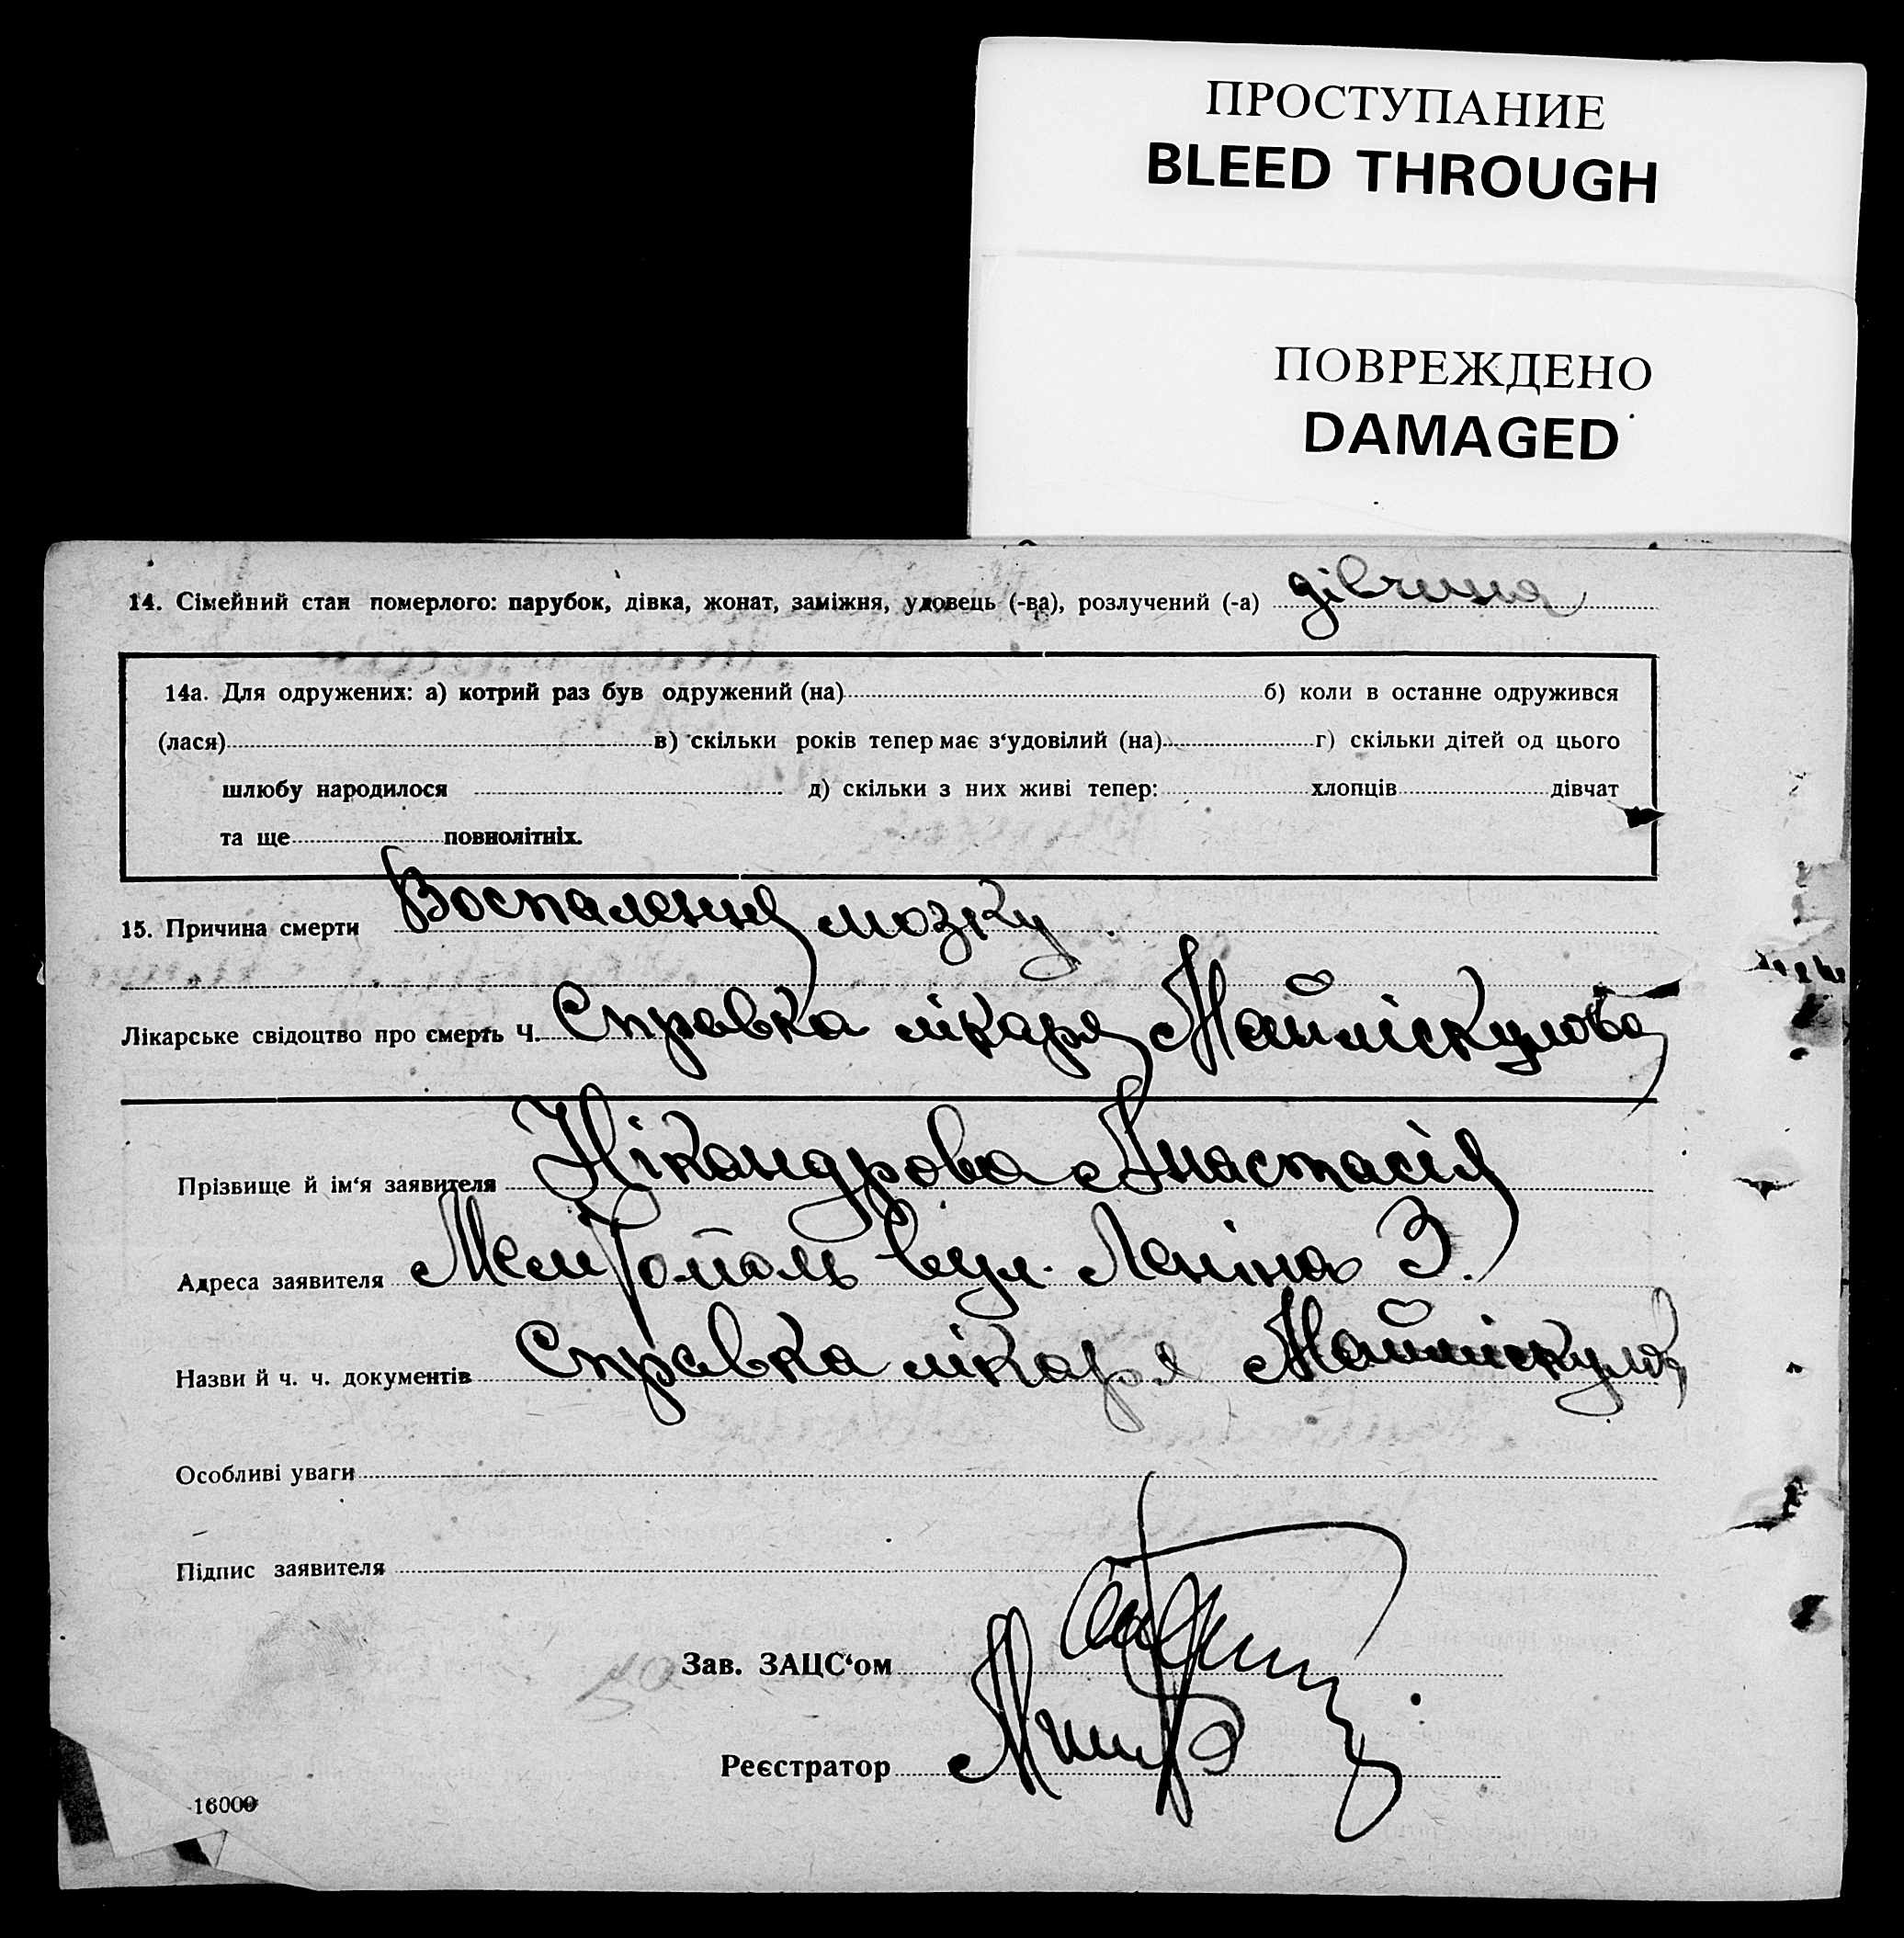 ПРОСТУПАНИЕ
BLEED THROUGH
ПОВРЕЖДЕНО
DAMAGED
14. Сімейний стан померлого: парубок, дівка, жонат, заміжня, удовець (-ва), розлучений (-а) дівчина
14а. Для одружених: а) котрий раз був одружений (на) б) коли в останнє одружився
(лася) в) скільки років тепер має з‘удовілий (на) г) скільки дітей од цього
шлюбу народилося д) скільки з них живі тепер: хлопців дівчат
та ще повнолітніх.
15. Причина смерти Воспалення мозку
Лікарське свідоцтво про смерть Ч. Справка лікаря
Прізвище й ім‘я заявителя Нікандрова Анастасія
Адреса заявителя Мелітополь вул. Леніна 3.
Назви й ч. ч. документів Справка лікаря
Особливі уваги
Підпис заявителя
Зав. ЗАЦС‘ом
Реєстратор
16000